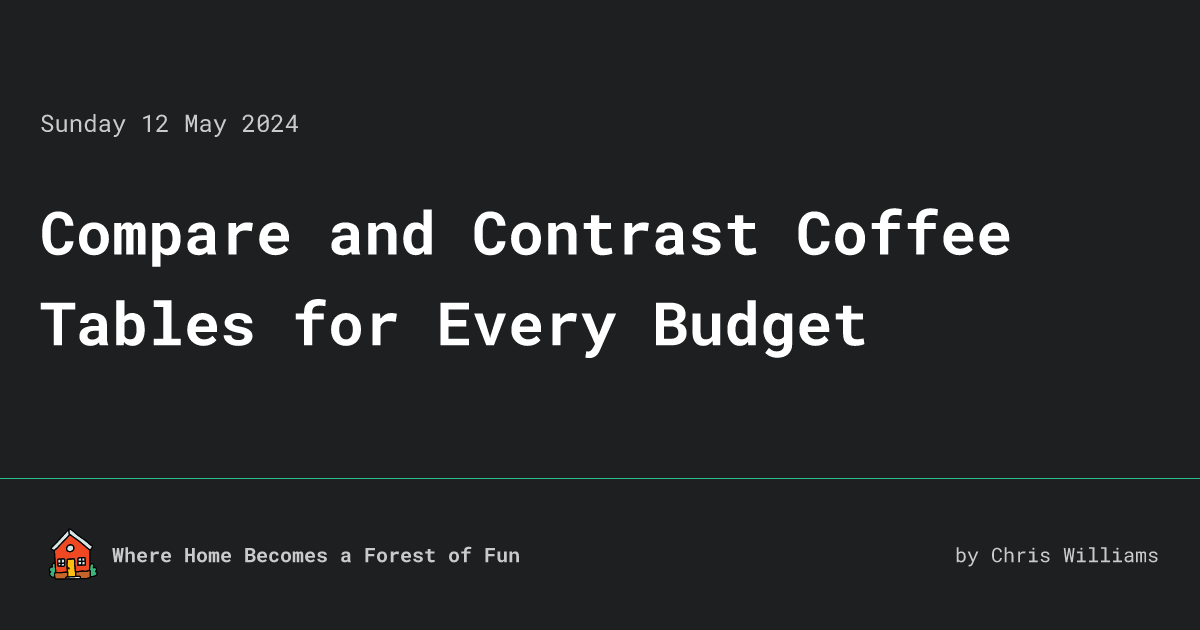 Sunday 12 May 2024
Compare and Contrast Coffee
Tables for Every Budget
Where Home Becomes a Forest of Fun
by Chris Williams